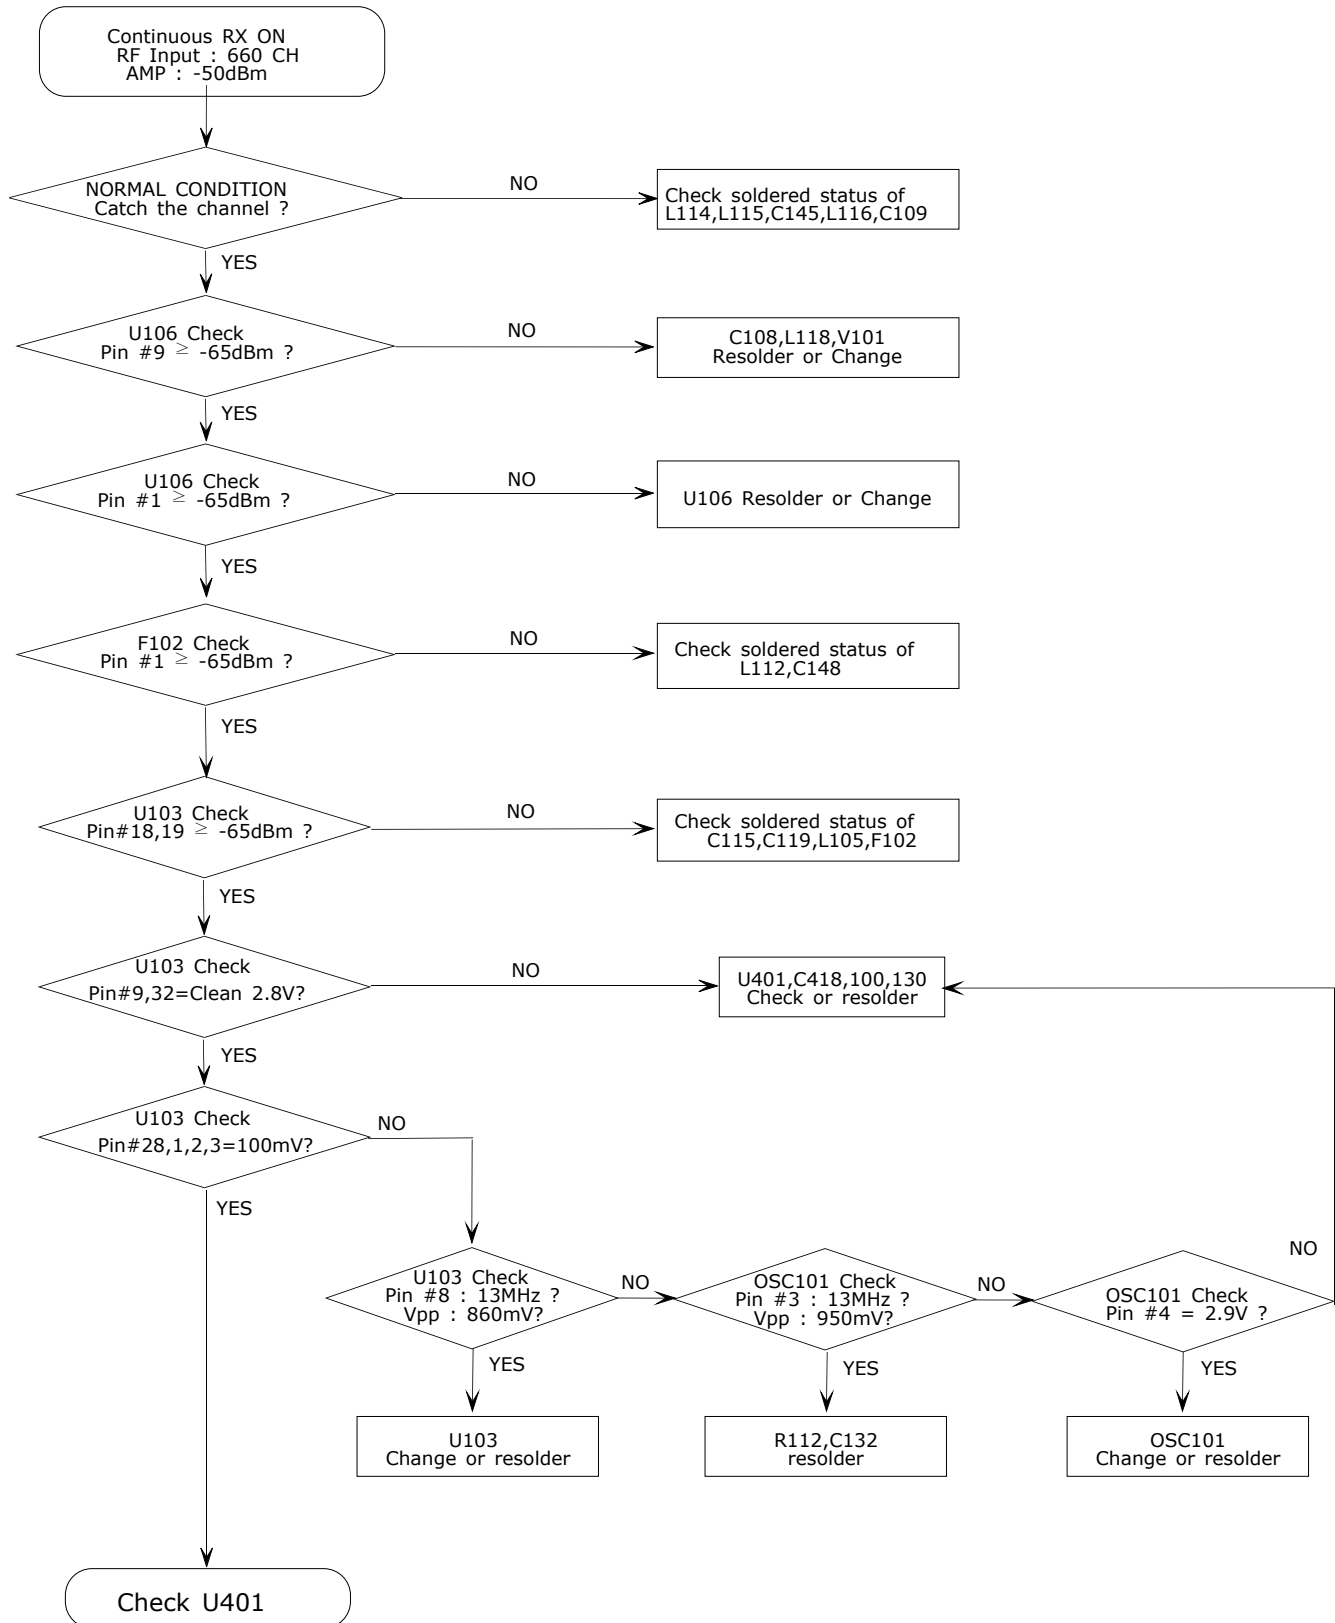 Continuous RX ON
RF Input : 660 CH
AMP : -50dBm
NORMAL CONDITION
Catch the channel ?
NO
Check soldered status of
L114,L115,C145,L116,C109
YES
U106 Check
Pin #9 ≥ -65dBm ?
NO
C108,L118,V101
Resolder or Change
YES
U106 Check
Pin #1 ≥ -65dBm ?
NO
U106 Resolder or Change
YES
F102 Check
Pin #1 ≥ -65dBm ?
NO
Check soldered status of
L112,C148
YES
U103 Check
Pin#18,19 ≥ -65dBm ?
NO
Check soldered status of
C115,C119,L105,F102
YES
U103 Check
Pin#9,32=Clean 2.8V?
NO
U401,C418,100,130
Check or resolder
YES
U103 Check
Pin#28,1,2,3=100mV?
NO
YES
U103 Check
Pin #8 : 13MHz ?
Vpp : 860mV?
NO
OSC101 Check
Pin #3 : 13MHz ?
Vpp : 950mV?
NO
OSC101 Check
Pin #4 = 2.9V ?
NO
YES
YES
YES
U103
Change or resolder
R112,C132
resolder
OSC101
Change or resolder
Check U401